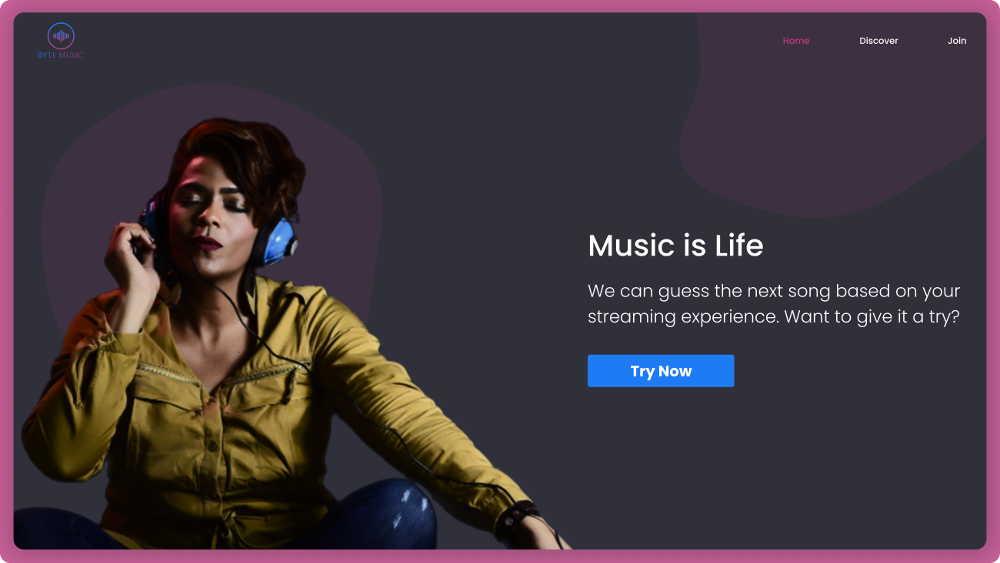 BYTE MUSIC
Home
Discover
Join
Music is Life
We can guess the next song based on your
streaming experience. Want to give it a try?
Try Now